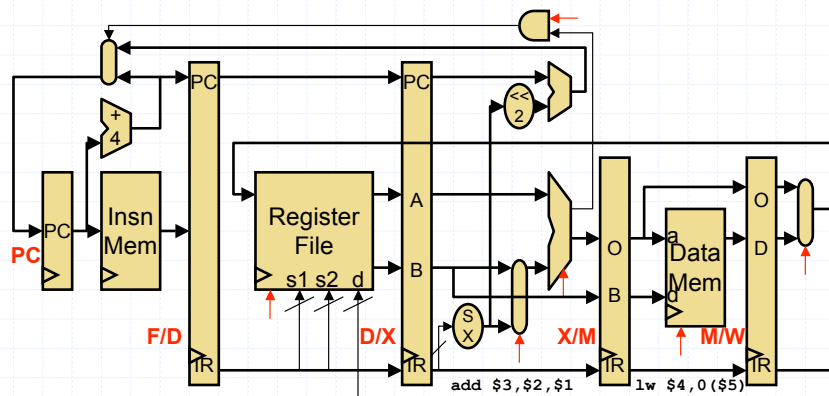 +
4
PC
PC
<<
2
PC
PC
Insn
Mem
Register
File
s1 s2 d
A
B
O
B
a
Data
Mem
d
O
D
S
X
F/D
D/X
X/M
M/W
IR
IR
IR
IR
add $3,$2,$1
lw $4,0($5)